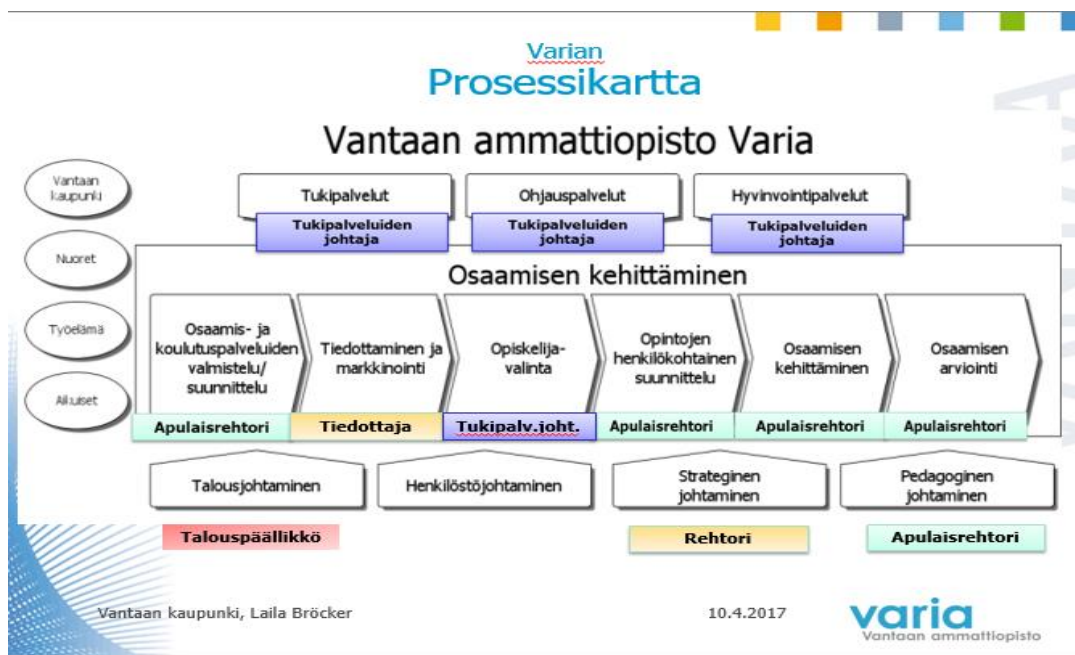 Varian
Prosessikartta
Vantaan ammattiopisto Varia
Vantaan
kaupunki
Nuoret
Työelämä
Aikuiset
Tukipalvelut
Tukipalveluiden
johtaja
Ohjauspalvelut
Tukipalveluiden
johtaja
Hyvinvointipalvelut
Tukipalveluiden
johtaja
Osaamisen kehittäminen
Osaamis- ja
koulutuspalveluiden
valmistelu/
suunnittelu
Apulaisrehtori
Tiedottaminen ja
markkinointi
Tiedottaja
Opiskelija-
valinta
Tukipalv.joht.
Opintojen
henkilökohtainen
suunnittelu
Apulaisrehtori
Osaamisen
kehittäminen
Apulaisrehtori
Osaamisen
arviointi
Apulaisrehtori
Talousjohtaminen
Henkilöstöjohtaminen
Strateginen
johtaminen
Pedagoginen
johtaminen
Talouspäällikkö
Rehtori
Apulaisrehtori
Vantaan kaupunki, Laila Bröcker
10.4.2017
varia
Vantaan ammattiopisto